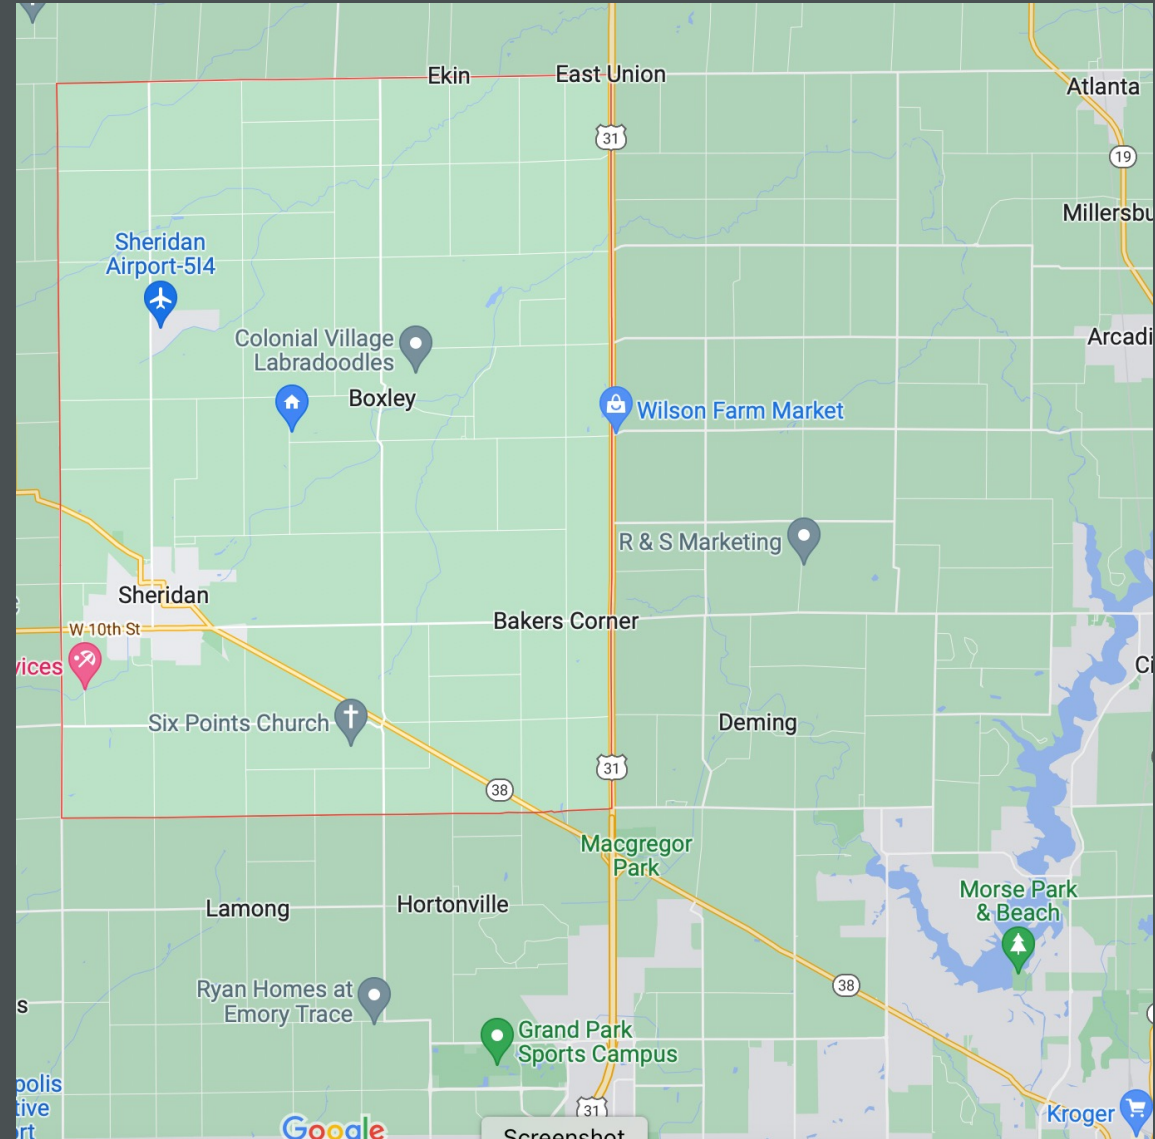 Ekin
East Union
Atlanta
31
19
Millersbu
Sheridan
Airport-5I4
Colonial Village
Labradoodles
Arcadi
Boxley
Wilson Farm Market
R & S Marketing
Sheridan
Bakers Corner
W 10th St
vices
Ci
Six Points Church
Deming
31
38
Macgregor
Park
Morse Park
& Beach
Lamong
Hortonville
38
Ryan Homes at
Emory Trace
s
Grand Park
Sports Campus
polis
tive
ort
31
Kroger
Google
Screenshot